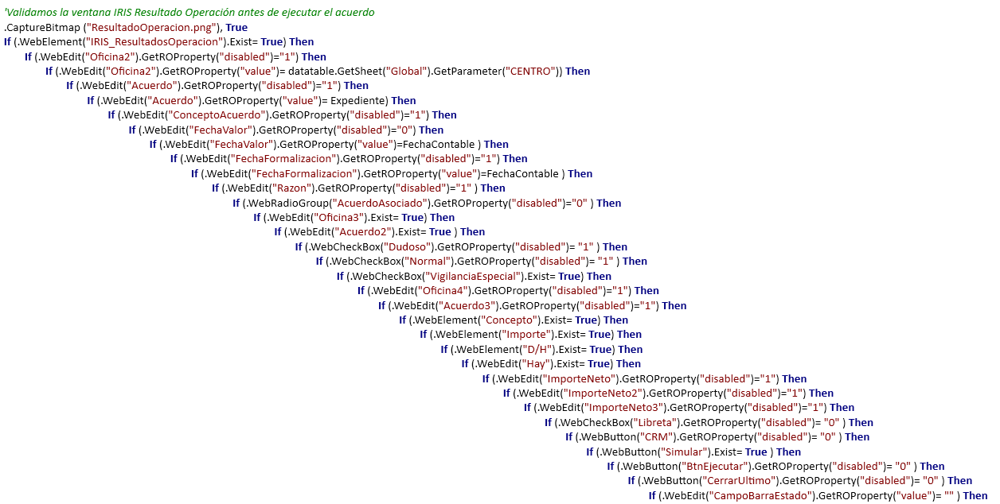 'Validamos la ventana IRIS Resultado Operación antes de ejecutar el acuerdo
.CaptureBitmap ("ResultadoOperacion.png"), True
If (.WebElement("IRIS_ResultadosOperacion").Exist= True) Then
If (.WebEdit("Oficina2").GetROProperty("disabled")="1") Then
If (.WebEdit("Oficina2").GetROProperty("value")= datatable.GetSheet("Global").GetParameter("CENTRO")) Then
If (.WebEdit("Acuerdo").GetROProperty("disabled")="1") Then
If (.WebEdit("Acuerdo").GetROProperty("value")= Expediente) Then
If (.WebEdit("ConceptoAcuerdo").GetROProperty("disabled")="1") Then
If (.WebEdit("FechaValor").GetROProperty("disabled")="0") Then
If (.WebEdit("FechaValor").GetROProperty("value")=FechaContable ) Then
If (.WebEdit("FechaFormalizacion").GetROProperty("disabled")="1") Then
If (.WebEdit("FechaFormalizacion").GetROProperty("value")=FechaContable ) Then
If (.WebEdit("Razon").GetROProperty("disabled")="1" ) Then
If (.WebRadioGroup("AcuerdoAsociado").GetROProperty("disabled")="0" ) Then
If (.WebEdit("Oficina3").Exist= True) Then
If (.WebEdit("Acuerdo2").Exist= True ) Then
If (.WebCheckBox("Dudoso").GetROProperty("disabled")= "1" ) Then
If (.WebCheckBox("Normal").GetROProperty("disabled")= "1" ) Then
If (.WebCheckBox("VigilanciaEspecial").Exist= True) Then
If (.WebEdit("Oficina4").GetROProperty("disabled")="1") Then
If (.WebEdit("Acuerdo3").GetROProperty("disabled")="1") Then
If (.WebElement("Concepto").Exist= True) Then
If (.WebElement("Importe").Exist= True) Then
If (.WebElement("D/H").Exist= True) Then
If (.WebEdit("Hay").Exist= True) Then
If (.WebEdit("ImporteNeto").GetROProperty("disabled")="1") Then
If (.WebEdit("ImporteNeto2").GetROProperty("disabled")="1") Then
If (.WebEdit("ImporteNeto3").GetROProperty("disabled")="1") Then
If (.WebCheckBox("Libreta").GetROProperty("disabled")= "0" ) Then
If (.WebButton("CRM").GetROProperty("disabled")= "0" ) Then
If (.WebButton("Simular").Exist= True ) Then
If (.WebButton("BtnEjecutar").GetROProperty("disabled")= "0" ) Then
If (.WebButton("CerrarUltimo").GetROProperty("disabled")= "0" ) Then
If (.WebEdit("CampoBarraEstado").GetROProperty("value")= "" ) Then